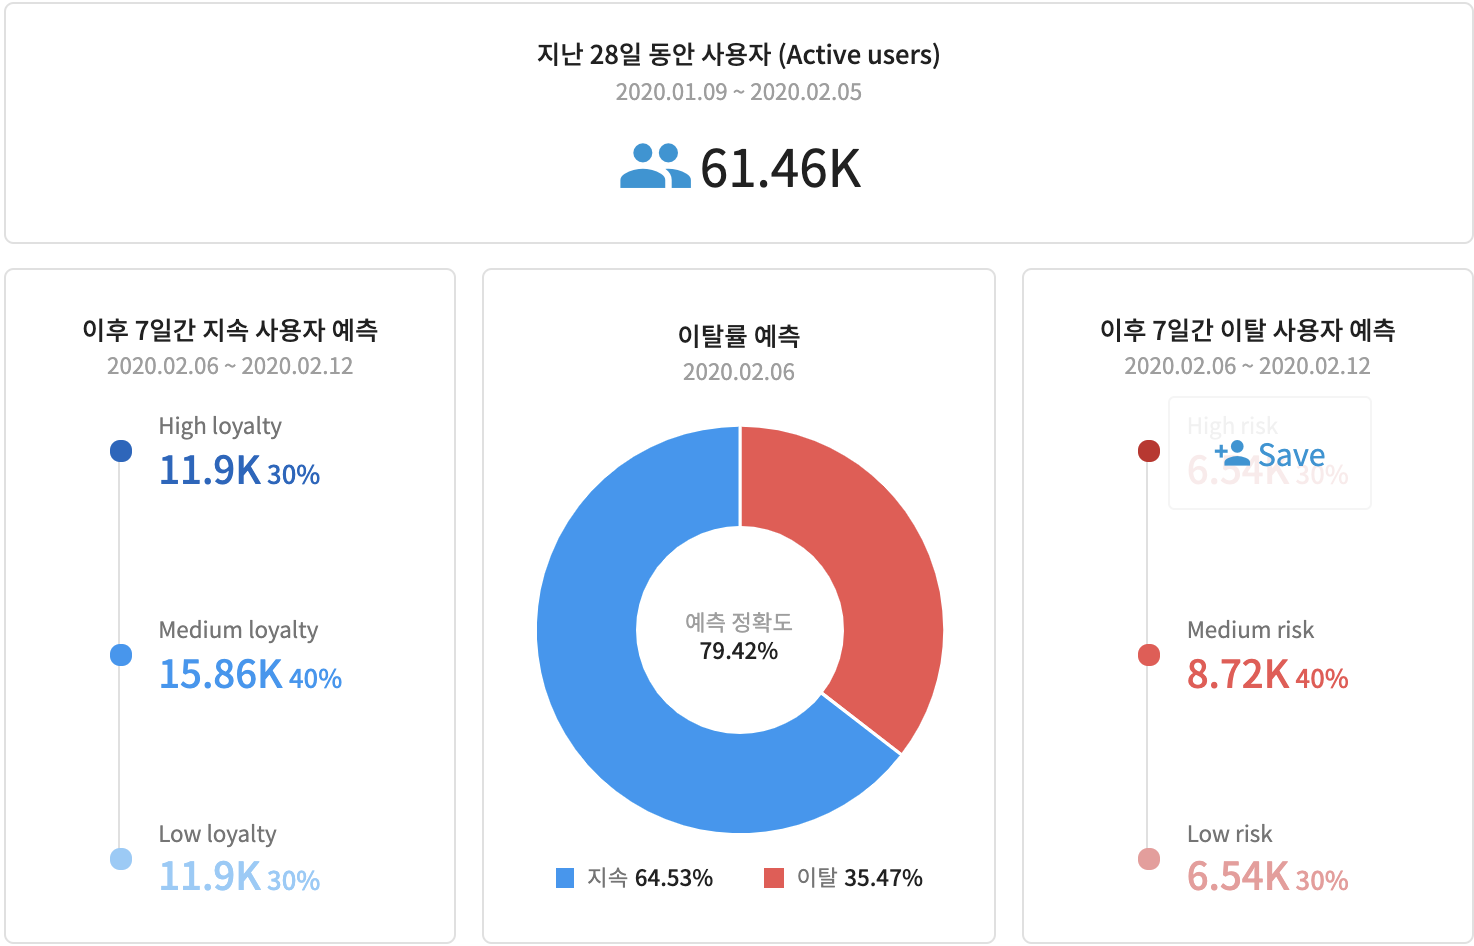 지난 28일 동안 사용자 (Active users)
2020.01.09 ~ 2020.02.05
61.46K
이후 7일간 지속 사용자 예측
2020.02.06 ~ 2020.02.12
High loyalty
11.9K 30%
Medium loyalty
15.86K 40%
Low loyalty
11.9K 30%
이탈률 예측
2020.02.06
예측 정확도
79.42%
지속 64.53%
이탈 35.47%
이후 7일간 이탈 사용자 예측
2020.02.06 ~ 2020.02.12
High risk
Save
6.54K 30%
Medium risk
8.72K 40%
Low risk
6.54K 30%